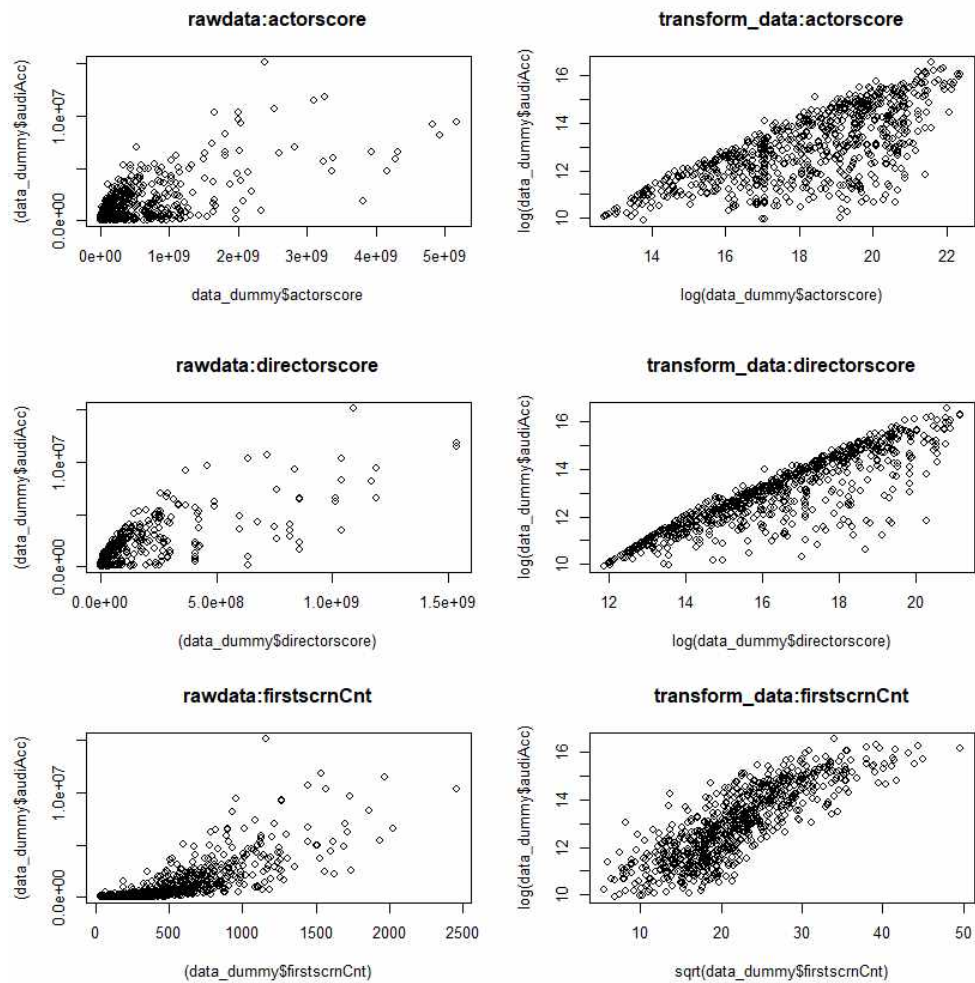 rawdata:actorscore
(data_dummy$audiAcc)
0.0e+00 1.0e+07
0e+00 1e+09 2e+09 3e+09 4e+09 5e+09
data_dummy$actorscore
transform_data:actorscore
log(data_dummy$audiAcc)
10 12 14 16
14 16 18 20 22
log(data_dummy$actorscore)
rawdata:directorscore
(data_dummy$audiAcc)
0.0e+00 1.0e+07
0.0e+00 5.0e+08 1.0e+09 1.5e+09
(data_dummy$directorscore)
transform_data:directorscore
log(data_dummy$audiAcc)
10 12 14 16
12 14 16 18 20
log(data_dummy$directorscore)
rawdata:firstscrnCnt
(data_dummy$audiAcc)
0.0e+00 1.0e+07
0 500 1000 1500 2000 2500
(data_dummy$firstscrnCnt)
transform_data:firstscrnCnt
log(data_dummy$audiAcc)
10 12 14 16
10 20 30 40 50
sqrt(data_dummy$firstscrnCnt)